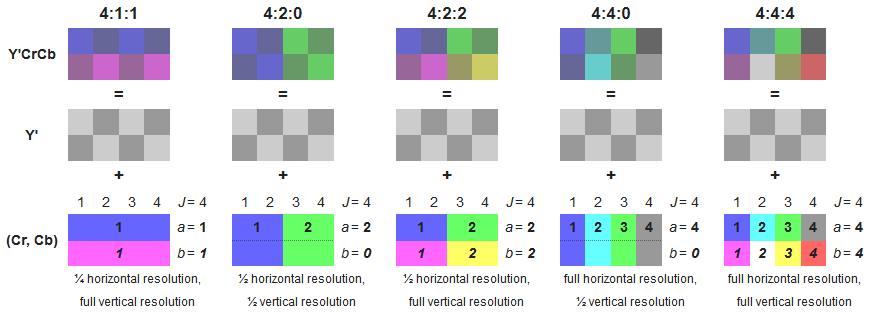 4:1:1 4:2:0 4:2:2 4:4:0 4:4:4
Y'CrCb
= = = = =
Y'
+ + + + +
1 2 3 4 J = 4 1 2 3 4 J = 4 1 2 3 4 J = 4 1 2 3 4 J = 4 1 2 3 4 J = 4
(Cr, Cb)
1 a = 1 1 2 a = 2 1 2 a = 2 1 2 3 4 a = 4 1 2 3 4 a = 4
1 b = 1 b = 0 1 2 b = 2 b = 0 1 2 3 4 b = 4
¼ horizontal resolution, ½ horizontal resolution, ½ horizontal resolution, full horizontal resolution, full horizontal resolution,
full vertical resolution ½ vertical resolution full vertical resolution ½ vertical resolution full vertical resolution